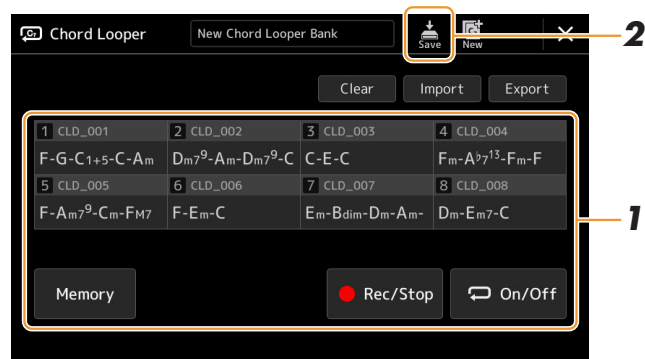 Chord Looper New Chord Looper Bank Save New 2
Clear Import Export
1 CLD_001 2 CLD_002 3 CLD_003 4 CLD_004
F-G-C1+5-C-Am Dm7⁹-Am-Dm7⁹-C C-E-C Fm-A♭7¹³-Fm-F
5 CLD_005 6 CLD_006 7 CLD_007 8 CLD_008
F-Am7⁹-Cm-FM7 F-Em-C Em-Bdim-Dm-Am- Dm-Em7-C
1
Memory Rec/Stop On/Off